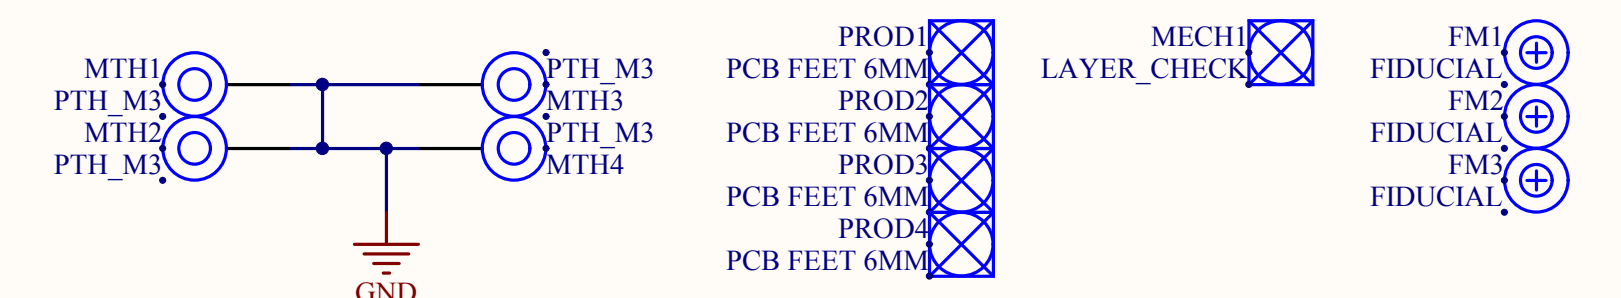 MTH1
PTH_M3
MTH2
PTH_M3
PTH_M3
MTH3
PTH_M3
MTH4
GND
PROD1
PCB FEET 6MM
PROD2
PCB FEET 6MM
PROD3
PCB FEET 6MM
PROD4
PCB FEET 6MM
MECH1
LAYER_CHECK
FM1
FIDUCIAL
FM2
FIDUCIAL
FM3
FIDUCIAL